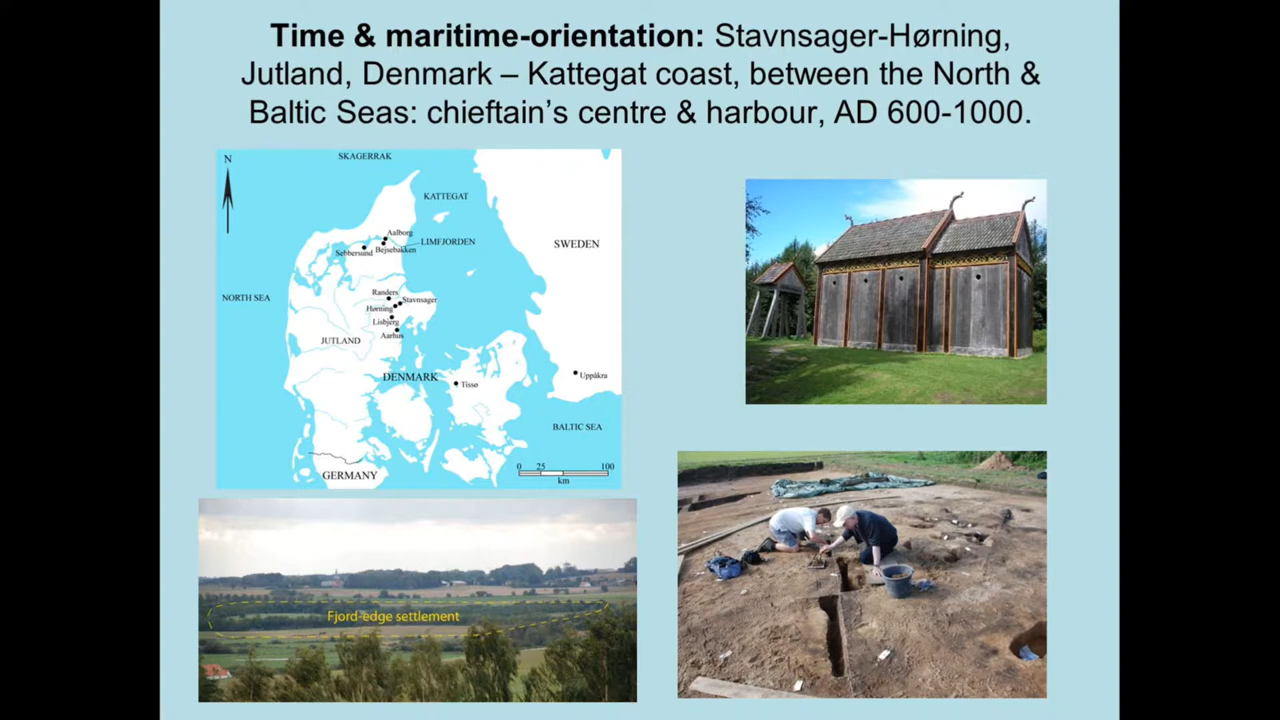 Time & maritime-orientation: Stavnsager-Hørning,
Jutland, Denmark – Kattegat coast, between the North &
Baltic Seas: chieftain's centre & harbour, AD 600-1000.
N
SKAGERRAK
KATTEGAT
Aalborg
LIMFJORDEN
Sebbersund
Bejsebakken
SWEDEN
NORTH SEA
Randers
Stavnsager
Hørning
Lisbjerg
Aarhus
JUTLAND
DENMARK
Tissø
Uppåkra
BALTIC SEA
GERMANY
0 25 100
km
Fjord-edge settlement